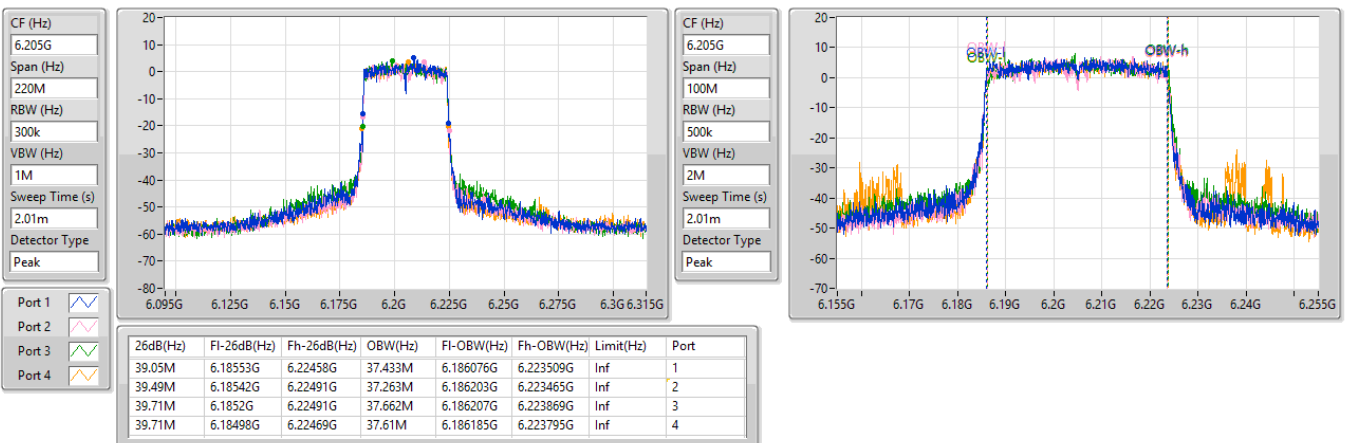 CF (Hz)
6.205G
Span (Hz)
220M
RBW (Hz)
300k
VBW (Hz)
1M
Sweep Time (s)
2.01m
Detector Type
Peak
20
10
0
-10
-20
-30
-40
-50
-60
-70
-80
6.095G 6.125G 6.15G 6.175G 6.2G 6.225G 6.25G 6.275G 6.3G 6.315G
CF (Hz)
6.205G
Span (Hz)
100M
RBW (Hz)
500k
VBW (Hz)
2M
Sweep Time (s)
2.01m
Detector Type
Peak
20
10
0
-10
-20
-30
-40
-50
-60
-70
OBW-l OBW-h
6.155G 6.17G 6.18G 6.19G 6.2G 6.21G 6.22G 6.23G 6.24G 6.255G
Port 1
Port 2
Port 3
Port 4
26dB(Hz) Fl-26dB(Hz) Fh-26dB(Hz) OBW(Hz) Fl-OBW(Hz) Fh-OBW(Hz) Limit(Hz) Port
39.05M 6.18553G 6.22458G 37.433M 6.186076G 6.223509G Inf 1
39.49M 6.18542G 6.22491G 37.263M 6.186203G 6.223465G Inf 2
39.71M 6.1852G 6.22491G 37.662M 6.186207G 6.223869G Inf 3
39.71M 6.18498G 6.22469G 37.61M 6.186185G 6.223795G Inf 4